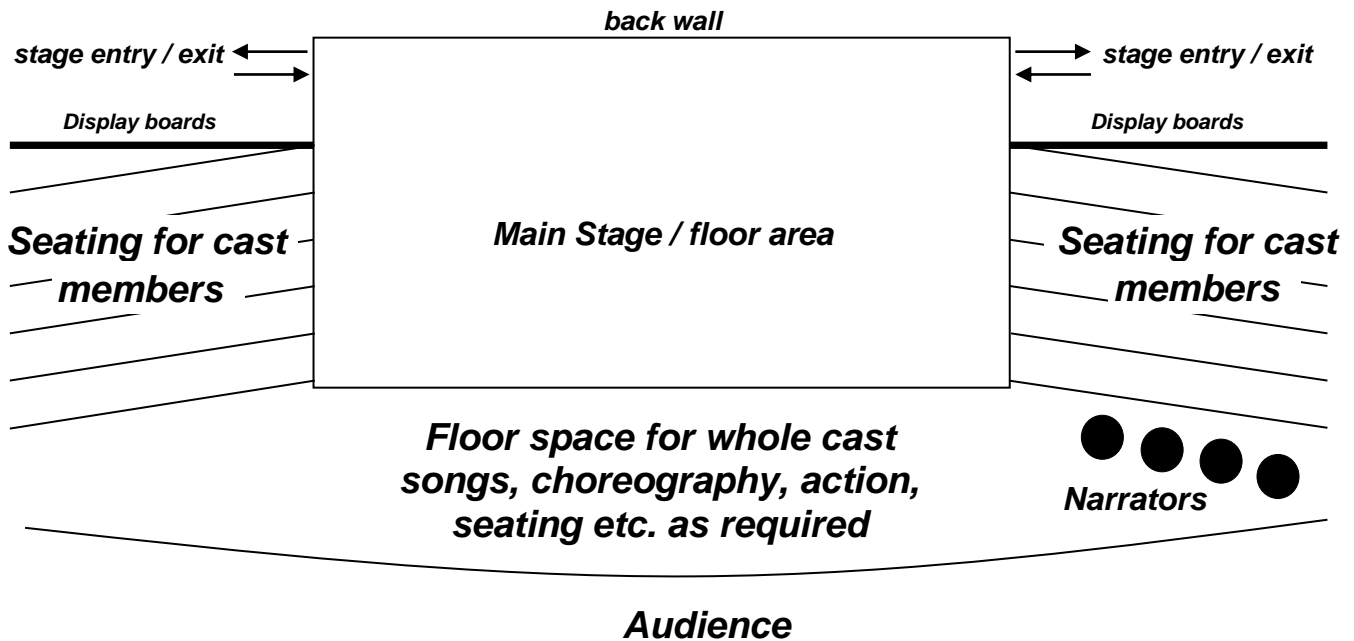 back wall
stage entry / exit
stage entry / exit
Display boards
Display boards
Seating for cast
members
Main Stage / floor area
Seating for cast
members
Floor space for whole cast
songs, choreography, action,
seating etc. as required
Narrators
Audience